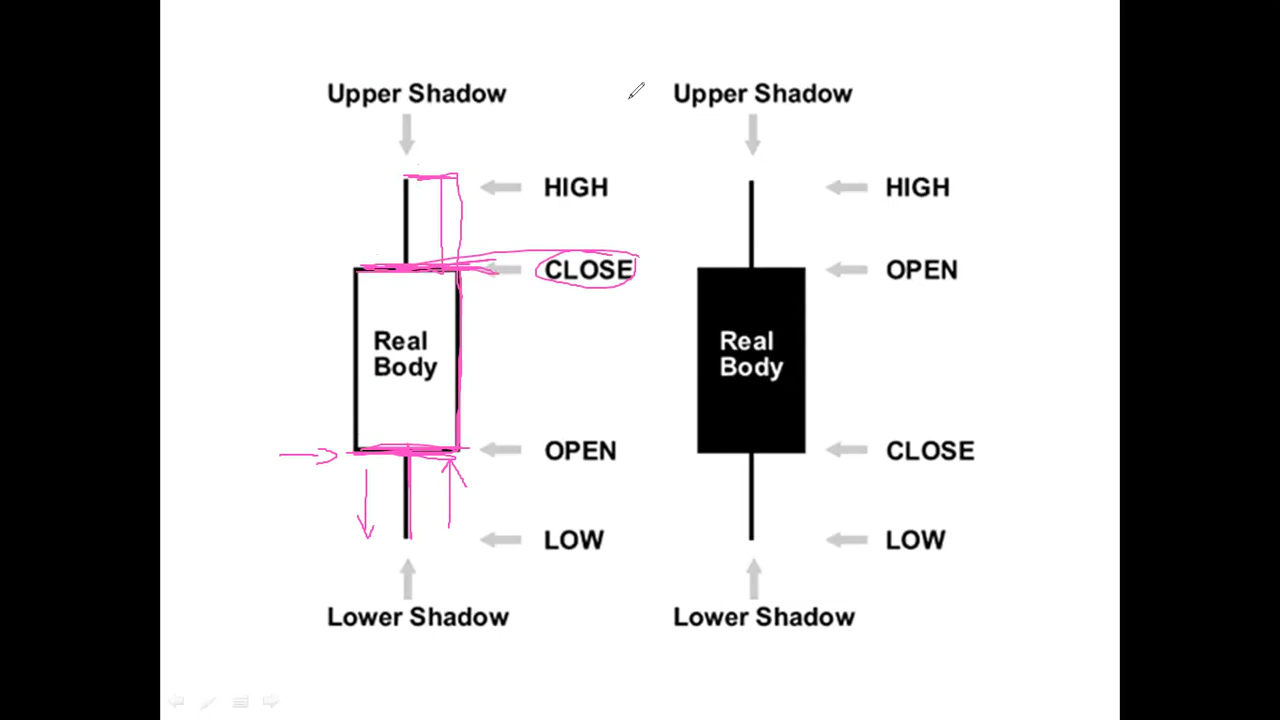 Upper Shadow
HIGH
CLOSE
Real
Body
OPEN
LOW
Lower Shadow
Upper Shadow
HIGH
OPEN
Real
Body
CLOSE
LOW
Lower Shadow